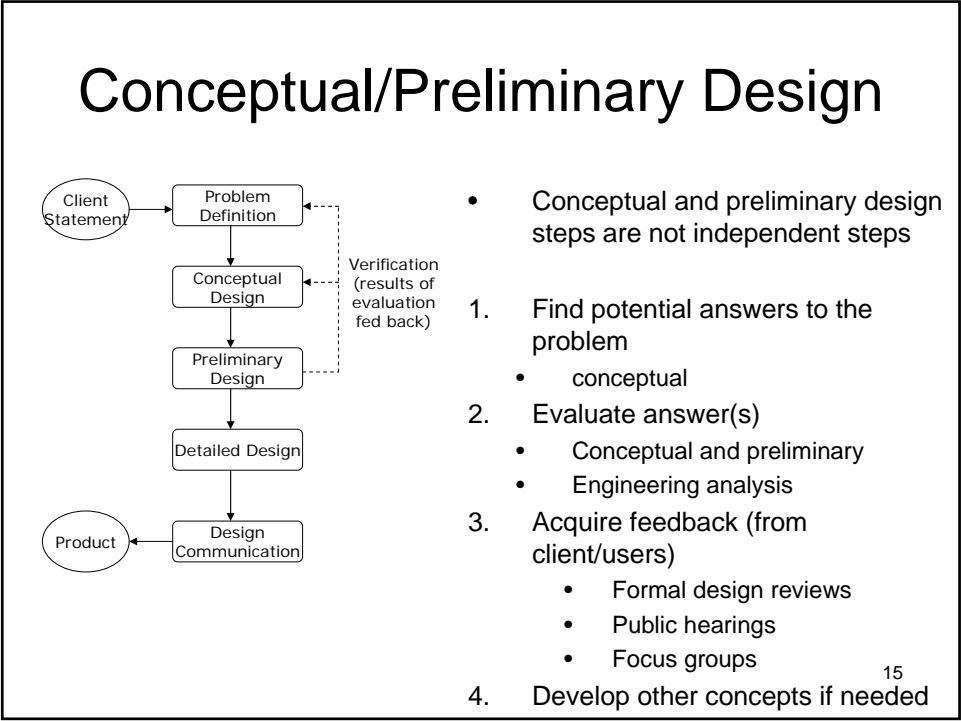 Conceptual/Preliminary Design
Client
Statement
Problem
Definition
Conceptual
Design
Verification
(results of
evaluation
fed back)
Preliminary
Design
Detailed Design
Design
Communication
Product
• Conceptual and preliminary design
steps are not independent steps
1. Find potential answers to the
problem
• conceptual
2. Evaluate answer(s)
• Conceptual and preliminary
• Engineering analysis
3. Acquire feedback (from
client/users)
• Formal design reviews
• Public hearings
• Focus groups
4. Develop other concepts if needed
15